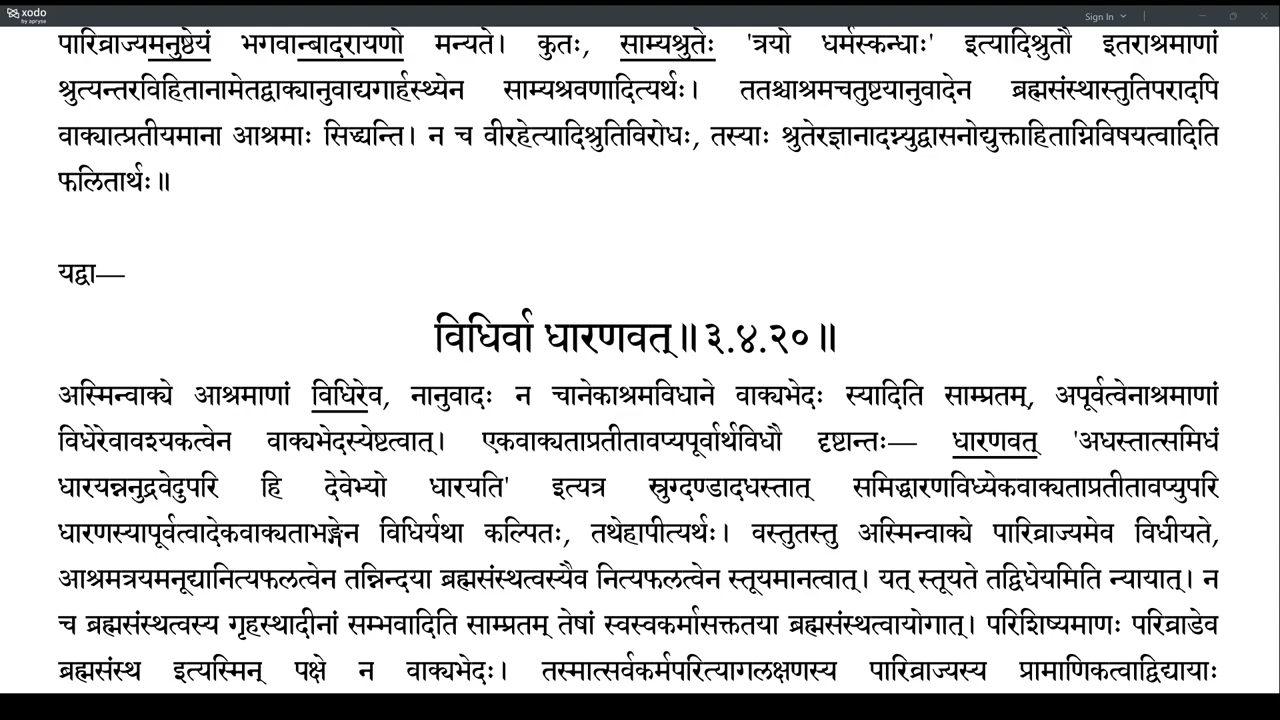 xodo
by apryse
Sign In
पारिव्राज्यमनुष्ठेयं भगवान्बादरायणो मन्यते। कुतः, साम्यश्रुतेः 'त्रयो धर्मस्कन्धाः' इत्यादिश्रुतौ इतराश्रमाणां
श्रुत्यन्तरविहितानामेतद्वाक्यानुवाद्यगार्हस्थ्येन साम्यश्रवणादित्यर्थः। ततश्चाश्रमचतुष्टयानुवादेन ब्रह्मसंस्थास्तुतिपरादपि
वाक्यात्प्रतीयमाना आश्रमाः सिद्ध्यन्ति। न च वीरहेत्यादिश्रुतिविरोधः, तस्याः श्रुतेरज्ञानादग्न्युद्वासनोद्युक्ताहिताग्निविषयत्वादिति
फलितार्थः॥
यद्वा—
विधिर्वा धारणवत्॥३.४.२०॥
अस्मिन्वाक्ये आश्रमाणां विधिरेव, नानुवादः न चानेकाश्रमविधाने वाक्यभेदः स्यादिति साम्प्रतम्, अपूर्वत्वेनाश्रमाणां
विधेरेवावश्यकत्वेन वाक्यभेदस्येष्टत्वात्। एकवाक्यताप्रतीतावप्यपूर्वार्थविधौ दृष्टान्तः— धारणवत् 'अधस्तात्समिधं
धारयन्ननुद्रवेदुपरि हि देवेभ्यो धारयति' इत्यत्र स्रुग्दण्डादधस्तात् समिद्धारणविध्येकवाक्यताप्रतीतावप्युपरि
धारणस्यापूर्वत्वादेकवाक्यताभङ्गेन विधिर्यथा कल्पितः, तथेहापीत्यर्थः। वस्तुतस्तु अस्मिन्वाक्ये पारिव्राज्यमेव विधीयते,
आश्रमत्रयमनूद्यानित्यफलत्वेन तन्निन्दया ब्रह्मसंस्थत्वस्यैव नित्यफलत्वेन स्तूयमानत्वात्। यत् स्तूयते तद्विधेयमिति न्यायात्। न
च ब्रह्मसंस्थत्वस्य गृहस्थादीनां सम्भवादिति साम्प्रतम् तेषां स्वस्वकर्मासक्ततया ब्रह्मसंस्थत्वायोगात्। परिशिष्यमाणः परिव्राडेव
ब्रह्मसंस्थ इत्यस्मिन् पक्षे न वाक्यभेदः। तस्मात्सर्वकर्मपरित्यागलक्षणस्य पारिव्राज्यस्य प्रामाणिकत्वाद्विद्यायाः